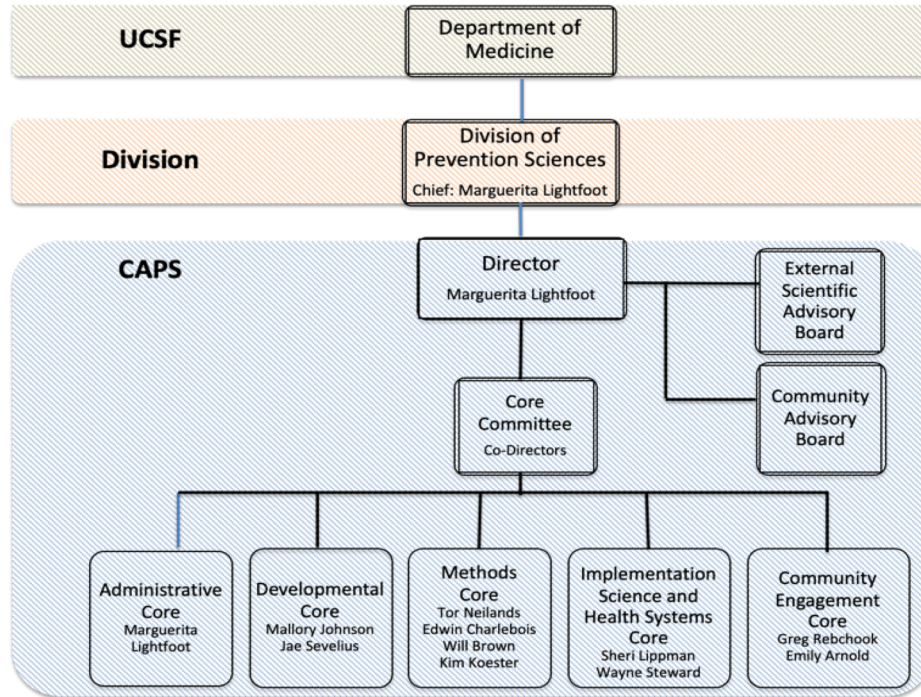 UCSF
Department of
Medicine
Division
Division of
Prevention Sciences
Chief: Marguerita Lightfoot
CAPS
Director
Marguerita Lightfoot
External
Scientific
Advisory
Board
Community
Advisory
Board
Core
Committee
Co-Directors
Administrative
Core
Marguerita
Lightfoot
Developmental
Core
Mallory Johnson
Jae Sevelius
Methods
Core
Tor Neilands
Edwin Charlebois
Will Brown
Kim Koester
Implementation
Science and
Health Systems
Core
Sheri Lippman
Wayne Steward
Community
Engagement
Core
Greg Rebchook
Emily Arnold